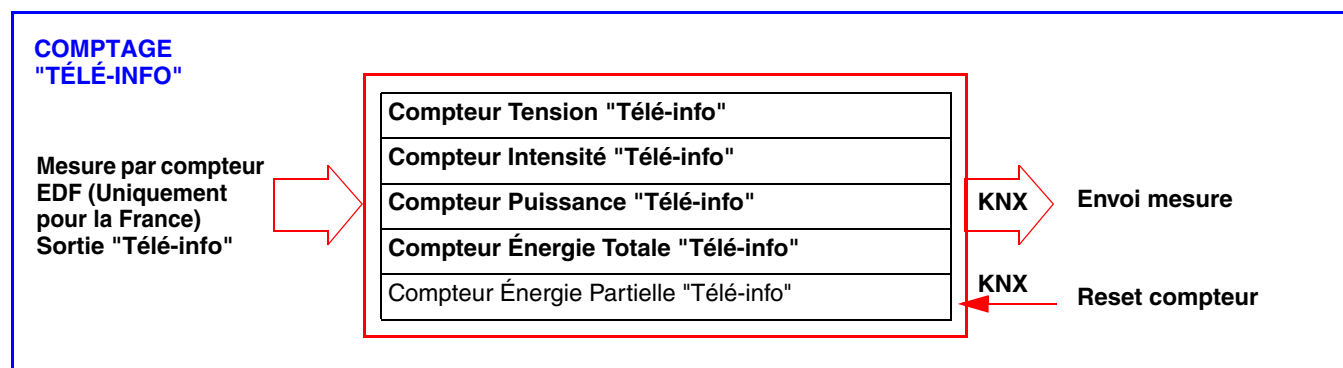 COMPTAGE
"TÉLÉ-INFO"
Mesure par compteur
EDF (Uniquement
pour la France)
Sortie "Télé-info"
Compteur Tension "Télé-info"
Compteur Intensité "Télé-info"
Compteur Puissance "Télé-info"
Compteur Énergie Totale "Télé-info"
Compteur Énergie Partielle "Télé-info"
KNX
Envoi mesure
KNX
Reset compteur